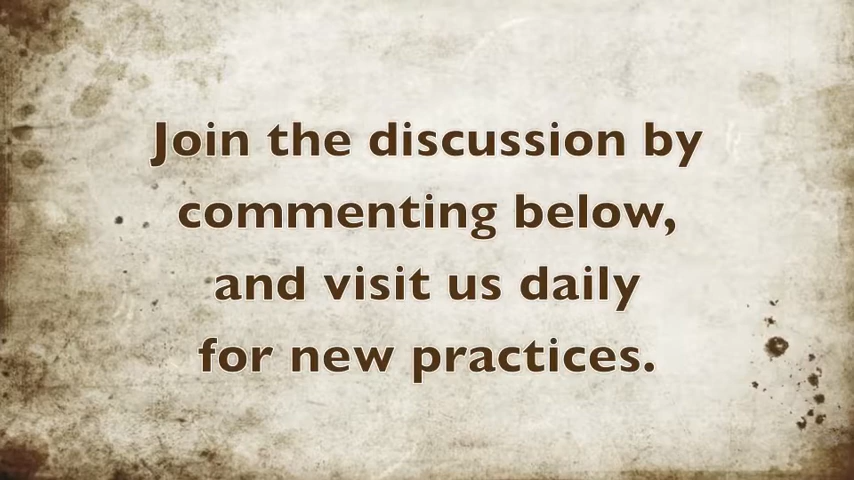 Join the discussion by
commenting below,
and visit us daily
for new practices.